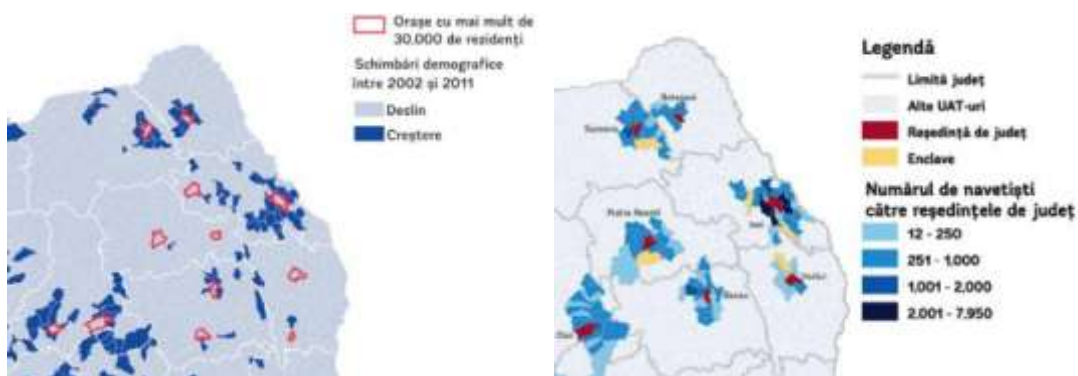 Orașe cu mai mult de
30.000 de rezidenți
Schimbări demografice
între 2002 și 2011
Declin
Creștere
Botoșani
Suceava
Piatra Neamț
Iași
Vaslui
Bacău
Legendă
Limită județ
Alte UAT-uri
Reședință de județ
Enclave
Numărul de navetiști
către reședințele de județ
12 - 250
251 - 1.000
1.001 - 2.000
2.001 - 7.950